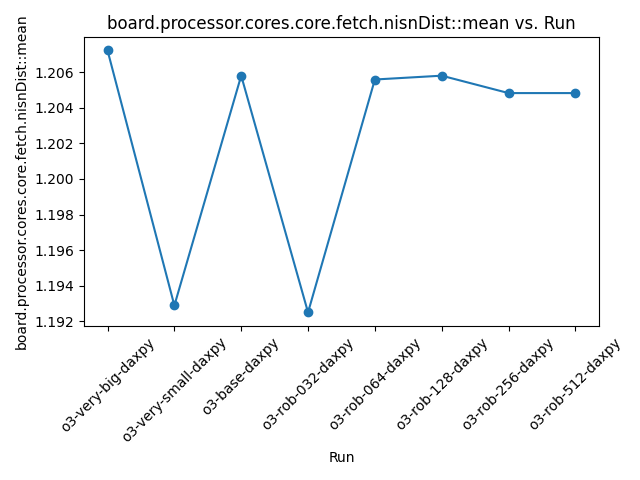 board.processor.cores.core.fetch.nisnDist::mean vs. Run
board.processor.cores.core.fetch.nisnDist::mean
1.206
1.204
1.202
1.200
1.198
1.196
1.194
1.192
o3-very-big-daxpy
o3-very-small-daxpy
o3-base-daxpy
o3-rob-032-daxpy
o3-rob-064-daxpy
o3-rob-128-daxpy
o3-rob-256-daxpy
o3-rob-512-daxpy
Run